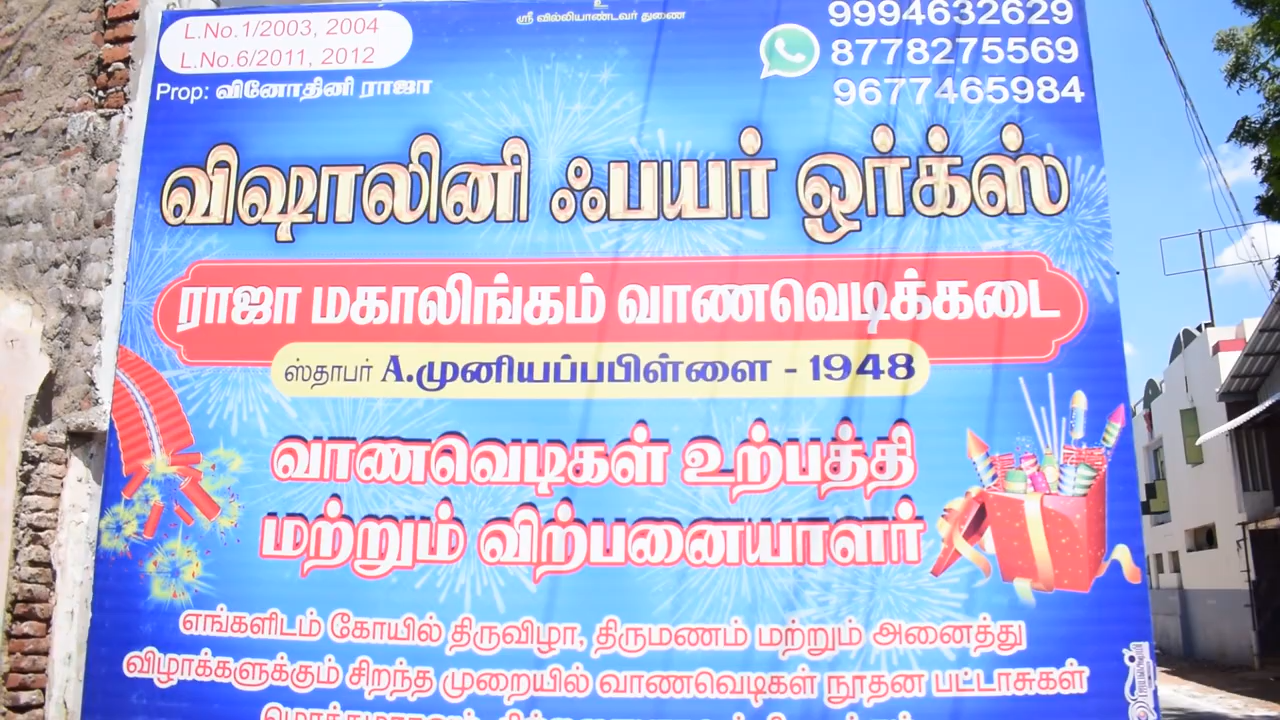 உ
ஸ்ரீ வில்லியாண்டவர் துணை
L.No.1/2003, 2004
L.No.6/2011, 2012
Prop: வினோதினி ராஜா
9994632629
8778275569
9677465984
விஷாலினி ஃபயர் ஒர்க்ஸ்
ராஜா மகாலிங்கம் வாணவெடிக்கடை
ஸ்தாபர் A.முனியப்பபிள்ளை - 1948
வாணவெடிகள் உற்பத்தி
மற்றும் விற்பனையாளர்
எங்களிடம் கோயில் திருவிழா, திருமணம் மற்றும் அனைத்து
விழாக்களுக்கும் சிறந்த முறையில் வாணவெடிகள் நூதன பட்டாசுகள்